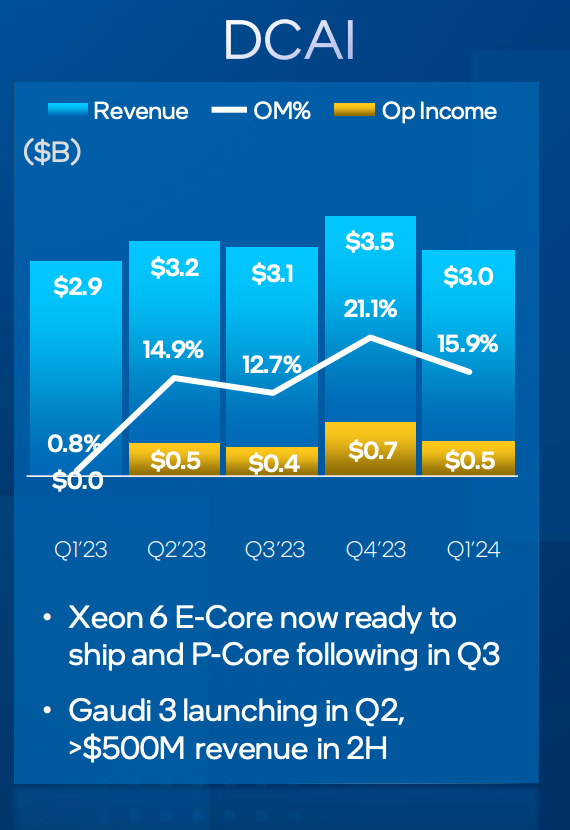 DCAI
Revenue OM% Op Income
($B)
$2.9 $3.2 $3.1 $3.5 $3.0
0.8% 14.9% 12.7% 21.1% 15.9%
$0.0 $0.5 $0.4 $0.7 $0.5
Q1’23 Q2’23 Q3’23 Q4’23 Q1’24
• Xeon 6 E-Core now ready to
ship and P-Core following in Q3
• Gaudi 3 launching in Q2,
>$500M revenue in 2H